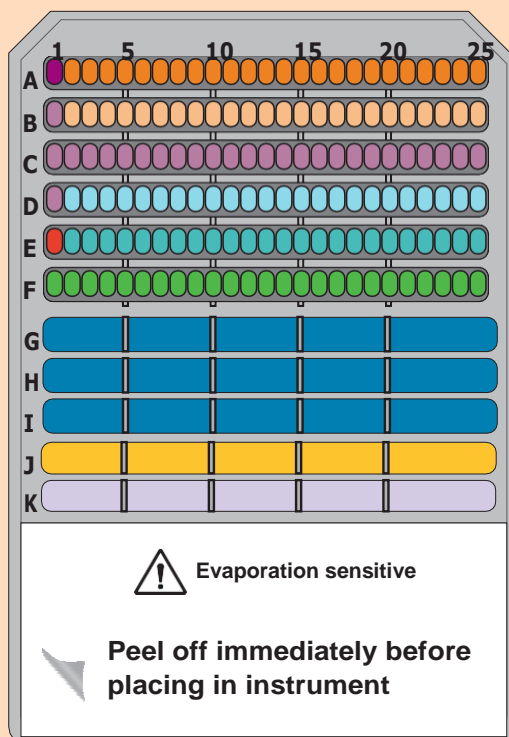 1 5 10 15 20 25
A
B
C
D
E
F
G
H
I
J
K
Evaporation sensitive
Peel off immediately before
placing in instrument